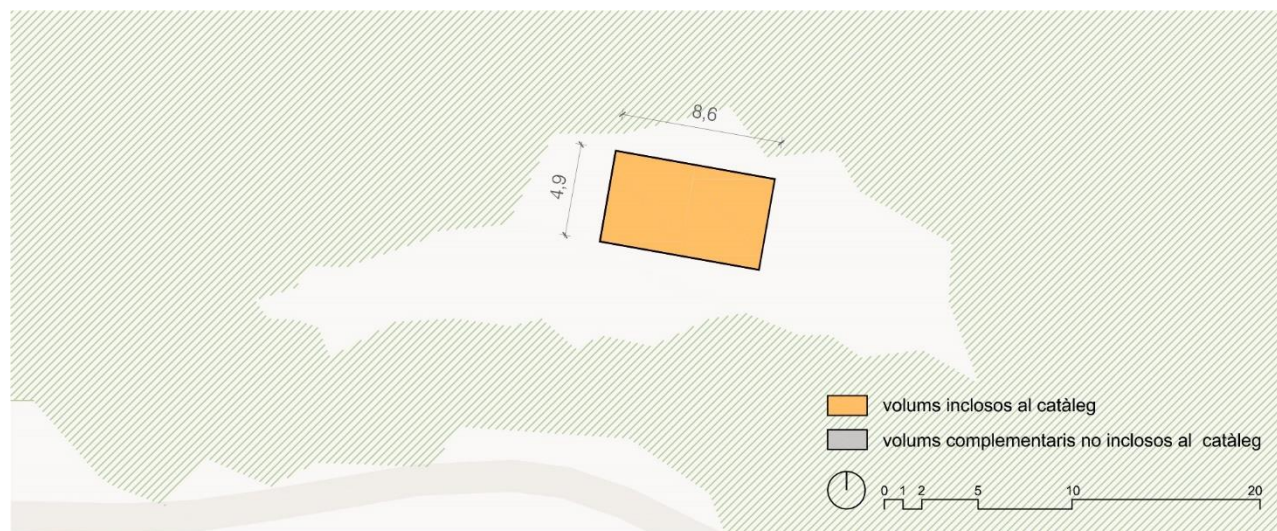 8,6
4,9
volums inclosos al catàleg
volums complementaris no inclosos al catàleg
0 1 2 5 10 20